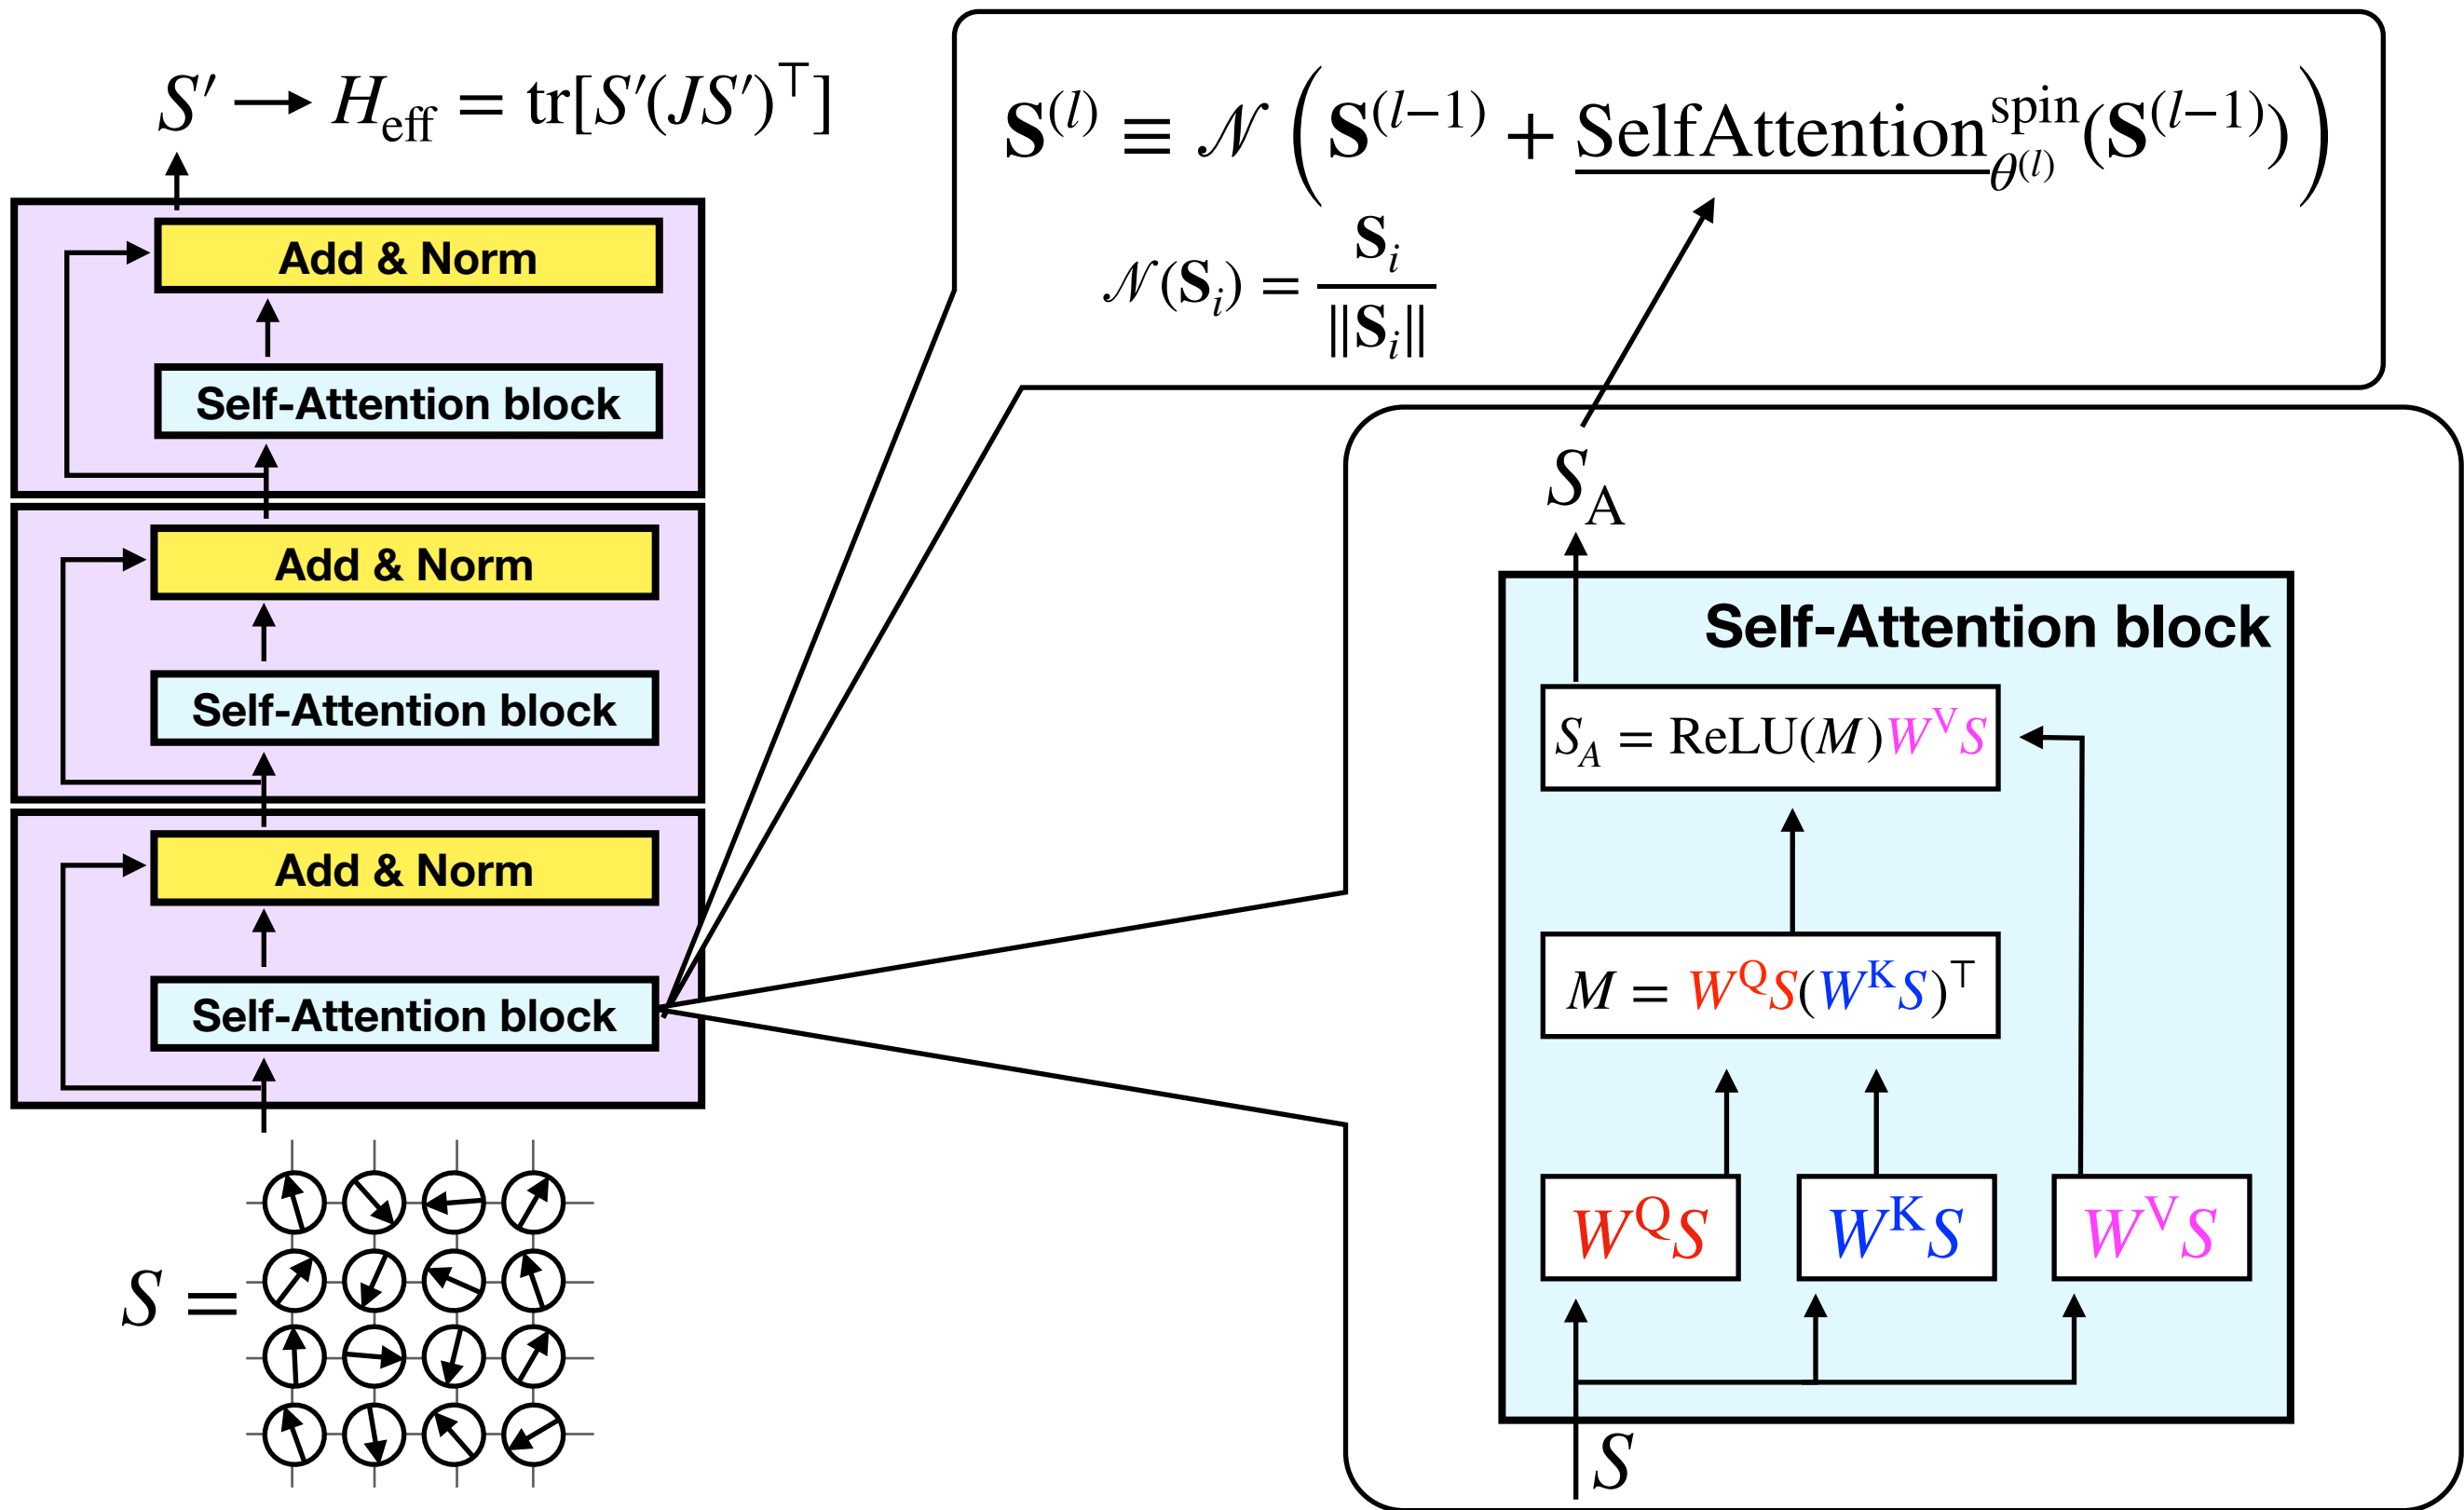 S′ → H_eff = tr[S′(JS′)^⊤]
Add & Norm
Self-Attention block
Add & Norm
Self-Attention block
Add & Norm
Self-Attention block
S =
S^(l) ≡ 𝒩 (S^(l−1) + SelfAttention^spin_θ^(l) (S^(l−1)))
𝒩(S_i) = S_i / ‖S_i‖
S_A
Self-Attention block
S_A = ReLU(M) W^V S
M = W^Q S(W^K S)^⊤
W^Q S W^K S W^V S
S